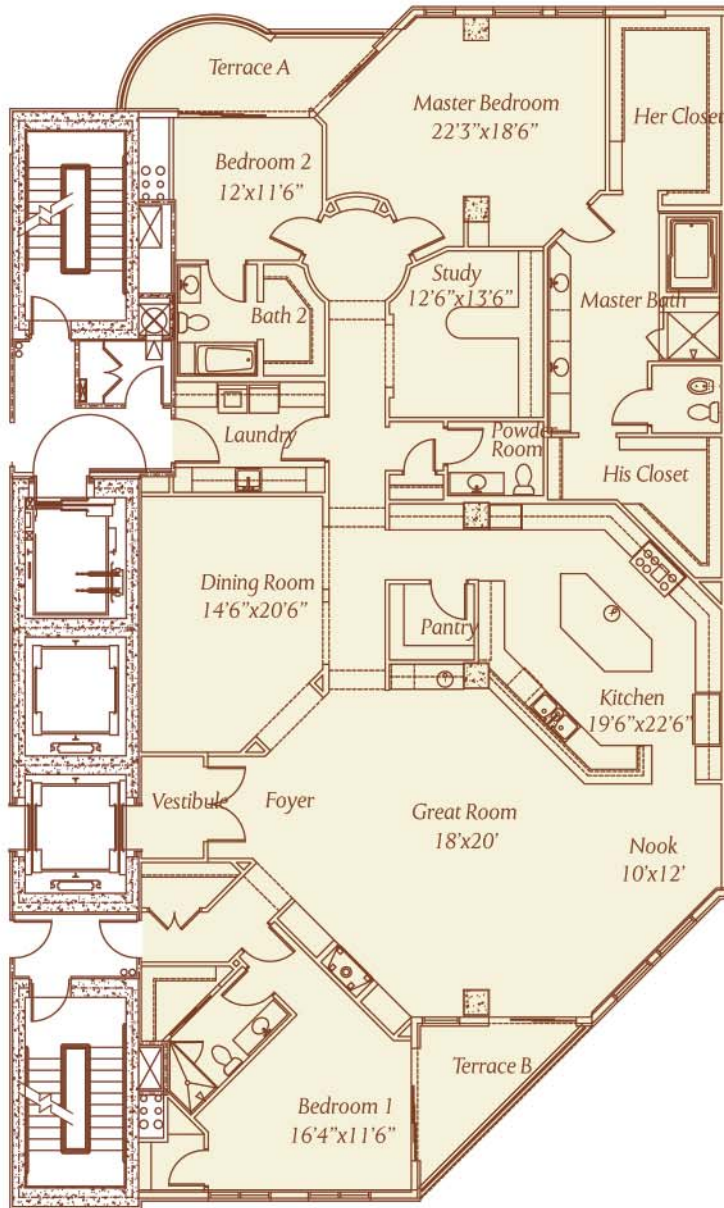 Terrace A
Master Bedroom
22'3"x18'6"
Her Closet
Bedroom 2
12'x11'6"
Study
12'6"x13'6"
Master Bath
Bath 2
Laundry
Powder
Room
His Closet
Dining Room
14'6"x20'6"
Pantry
Kitchen
19'6"x22'6"
Vestibule
Foyer
Great Room
18'x20'
Nook
10'x12'
Terrace B
Bedroom 1
16'4"x11'6"